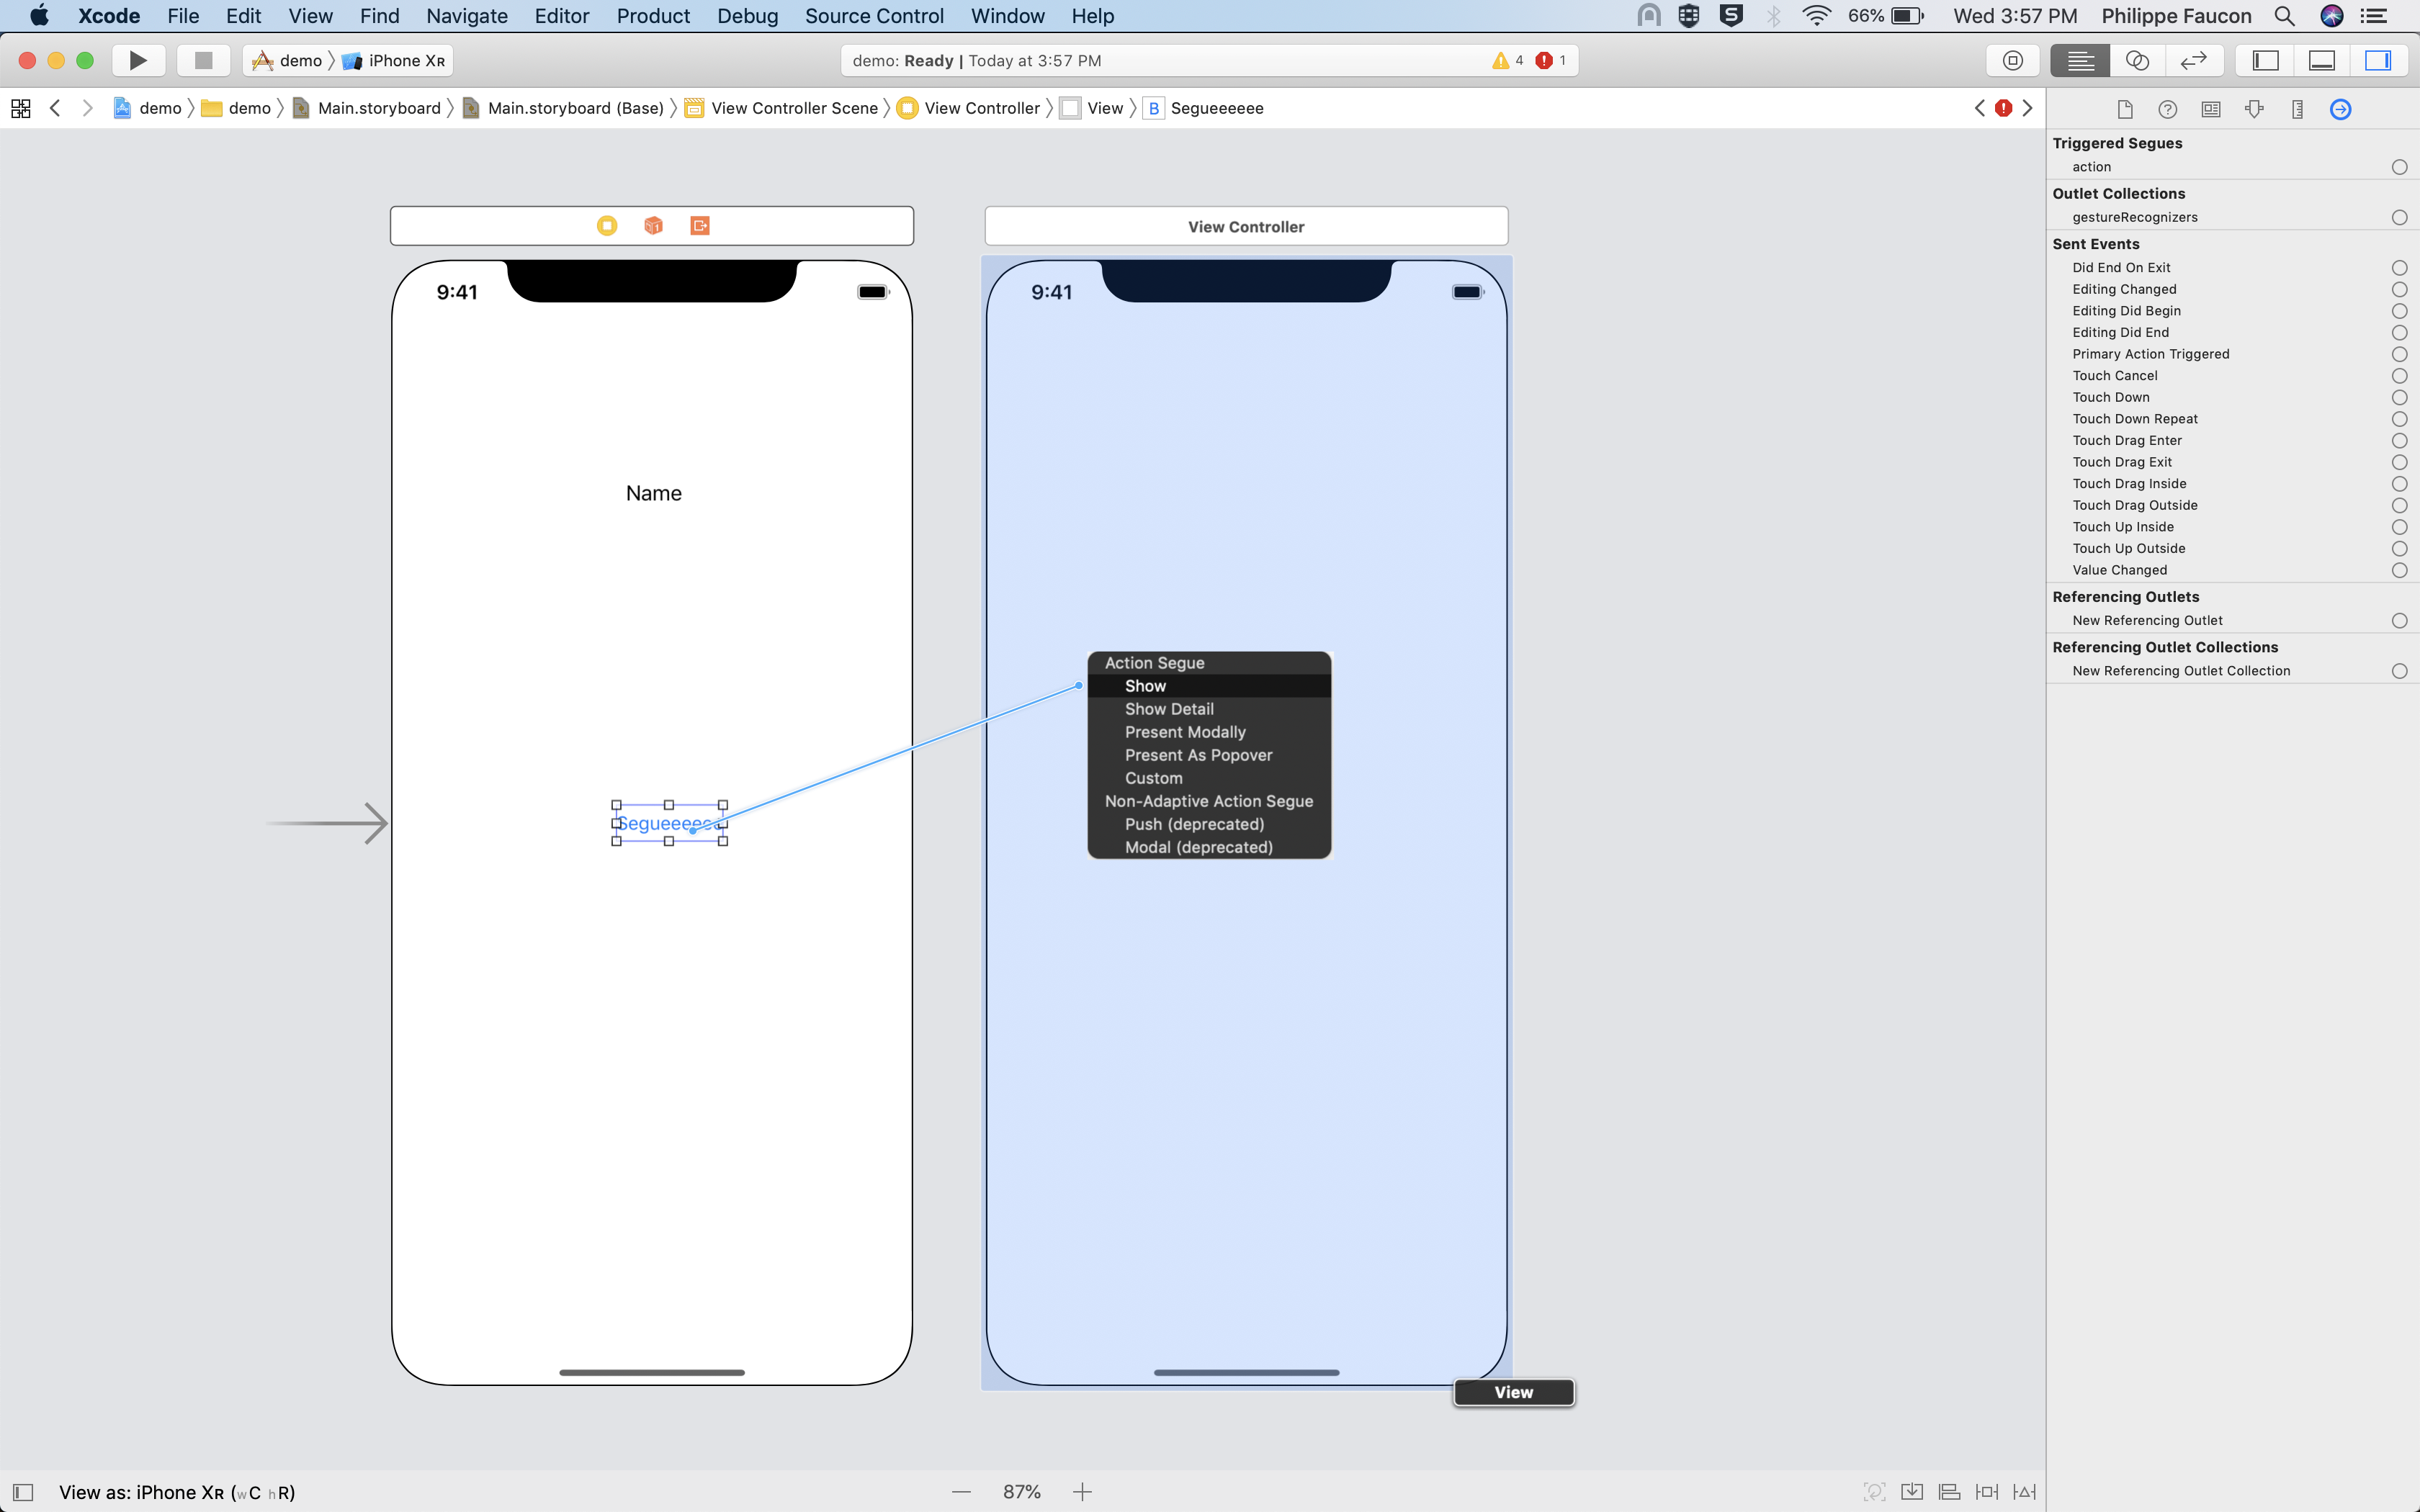 Xcode File Edit View Find Navigate Editor Product Debug Source Control Window Help 66% Wed 3:57 PM Philippe Faucon
demo iPhone XR demo: Ready | Today at 3:57 PM 4 1
demo demo Main.storyboard Main.storyboard (Base) View Controller Scene View Controller View B Segueeeeee
Triggered Segues
action
Outlet Collections
gestureRecognizers
Sent Events
Did End On Exit
Editing Changed
Editing Did Begin
Editing Did End
Primary Action Triggered
Touch Cancel
Touch Down
Touch Down Repeat
Touch Drag Enter
Touch Drag Exit
Touch Drag Inside
Touch Drag Outside
Touch Up Inside
Touch Up Outside
Value Changed
Referencing Outlets
New Referencing Outlet
Referencing Outlet Collections
New Referencing Outlet Collection
View Controller
9:41
9:41
Name
Segueeeeee
Action Segue
Show
Show Detail
Present Modally
Present As Popover
Custom
Non-Adaptive Action Segue
Push (deprecated)
Modal (deprecated)
View
View as: iPhone XR (wC hR) 87%